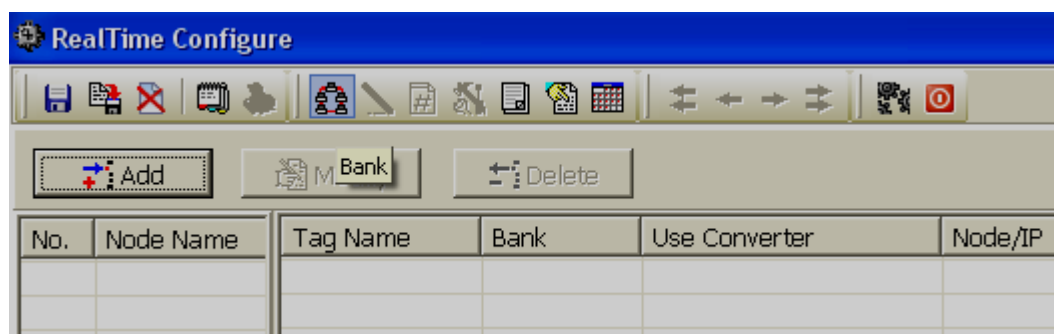 RealTime Configure
Add
M
Bank
Delete
No. Node Name Tag Name Bank Use Converter Node/IP